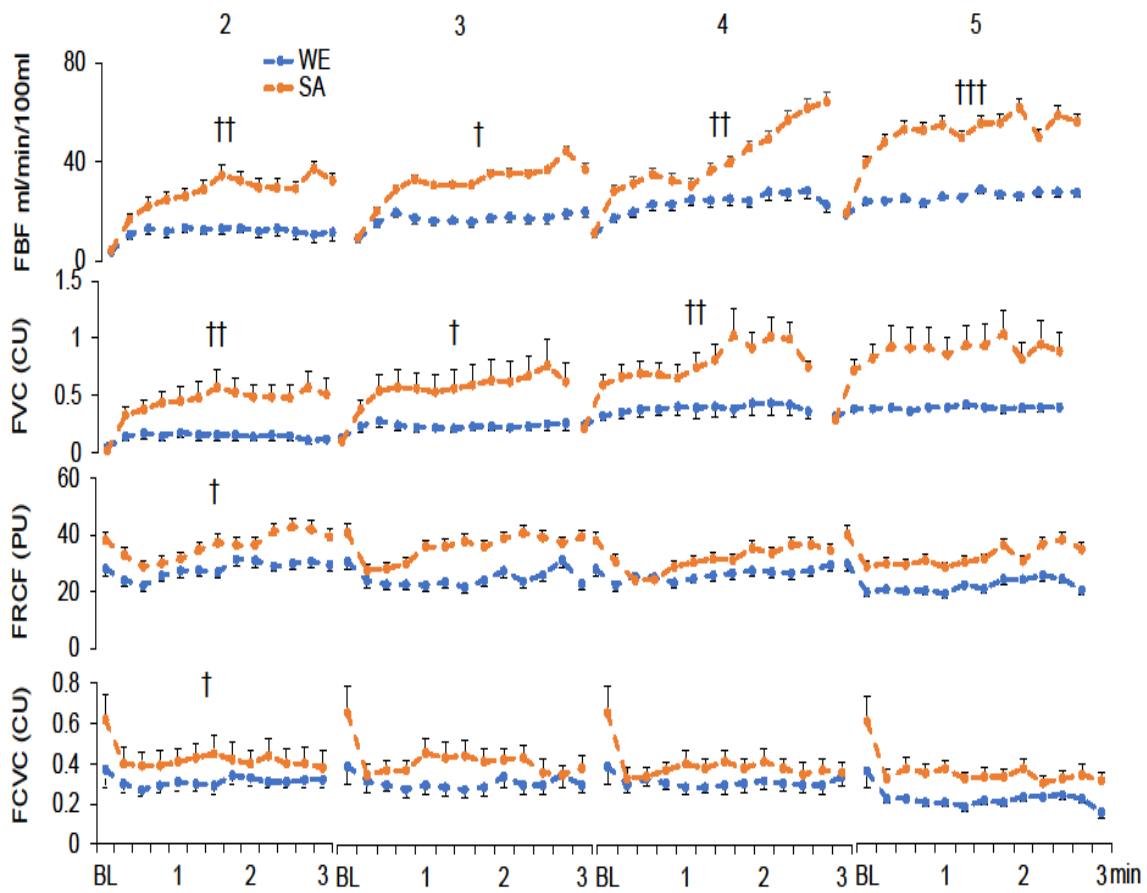 2 3 4 5
WE
SA
FBF ml/min/100ml
80
40
0
†† † †† †††
FVC (CU)
1.5
1
0.5
0
†† † ††
FRCF (PU)
60
40
20
0
†
FCVC (CU)
0.8
0.6
0.4
0.2
0
†
BL 1 2 3 BL 1 2 BL 1 2 BL 1 2 3 min